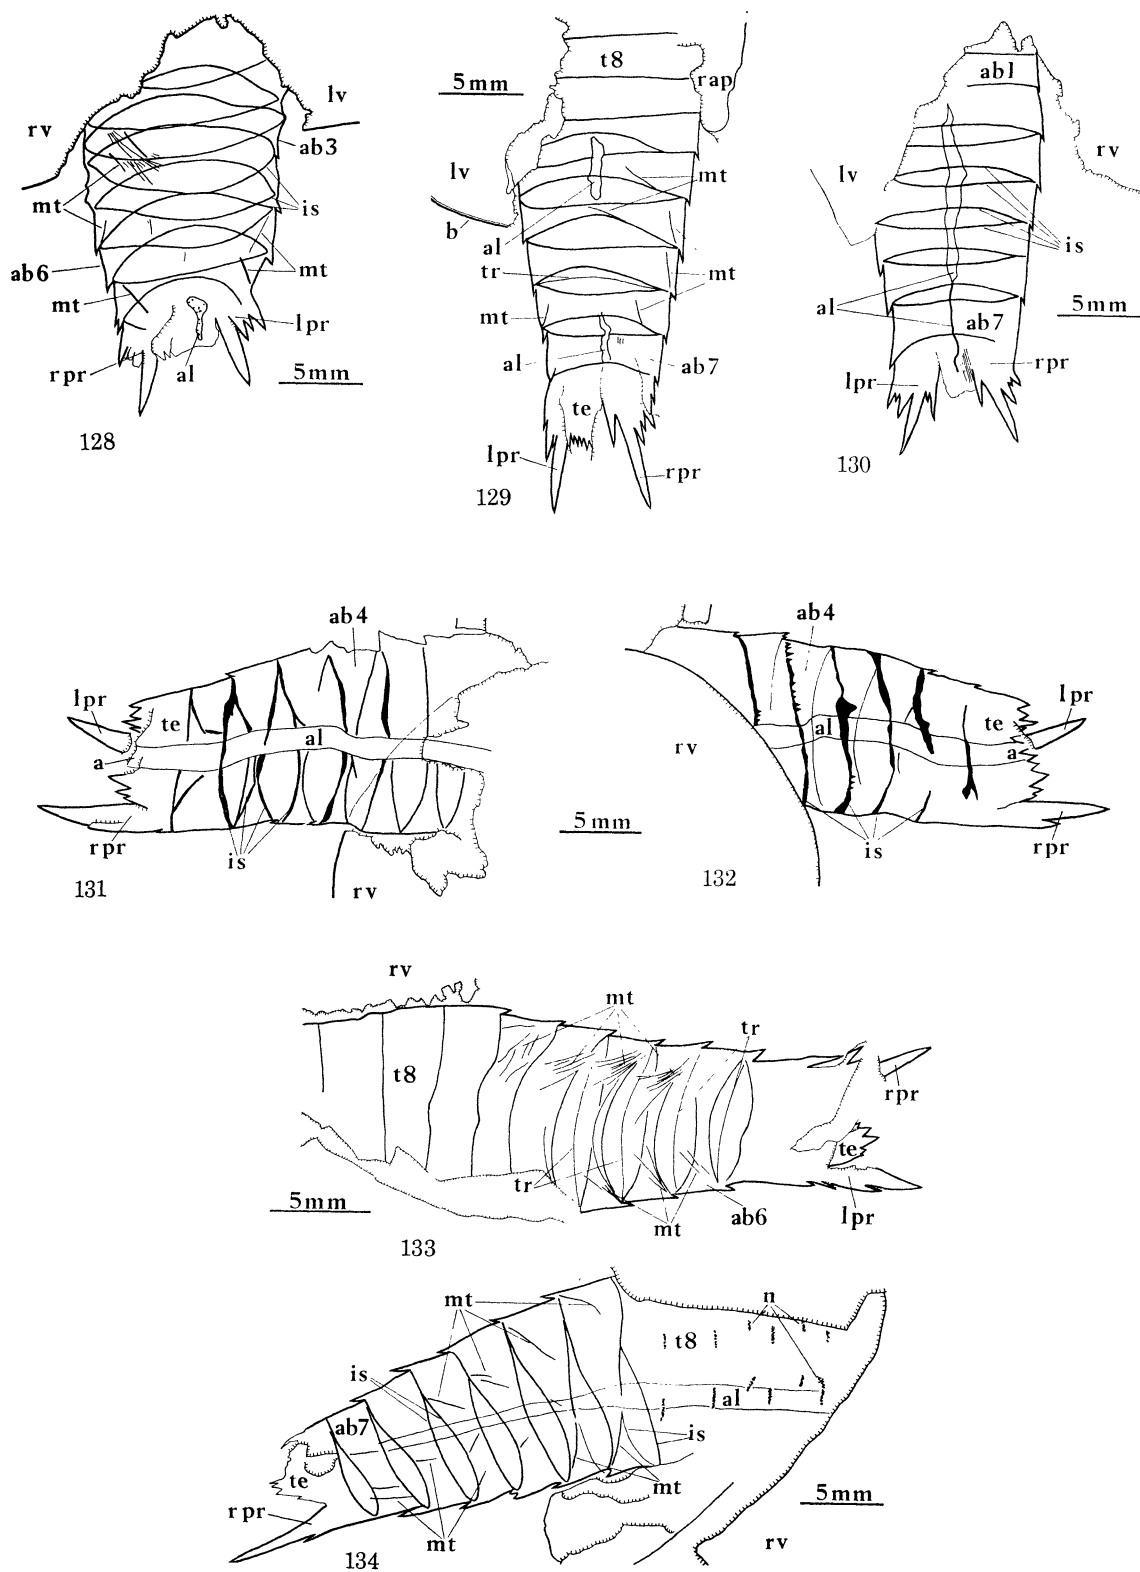 lv
rv
ab3
mt
is
ab6
mt
mt
lpr
rpr
al
5mm
128
t8
5mm
rap
lv
mt
b
al
tr
mt
mt
al
ab7
te
lpr
rpr
129
ab1
lv
rv
is
al
5mm
ab7
lpr
rpr
130
ab4
lpr
te
al
a
rpr
is
rv
131
5mm
ab4
lpr
te
al
rv
a
is
rpr
132
rv
mt
tr
t8
rpr
te
tr
5mm
mt
ab6
lpr
133
mt
n
t8
is
al
ab7
is
te
mt
rpr
5mm
mt
rv
134